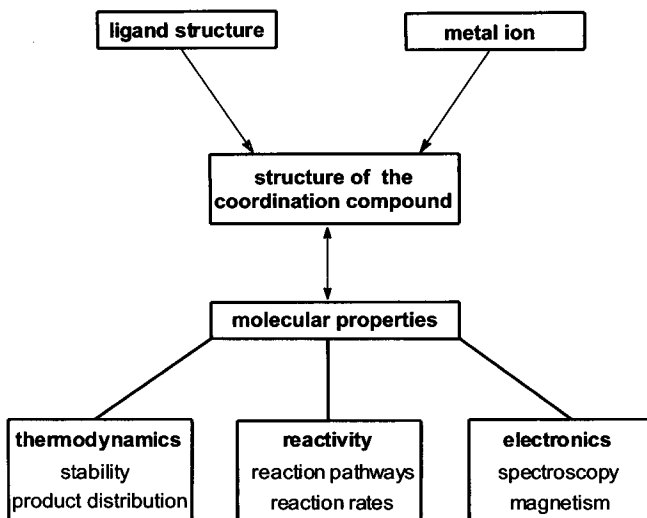 ligand structure
metal ion
structure of the
coordination compound
molecular properties
thermodynamics
stability
product distribution
reactivity
reaction pathways
reaction rates
electronics
spectroscopy
magnetism